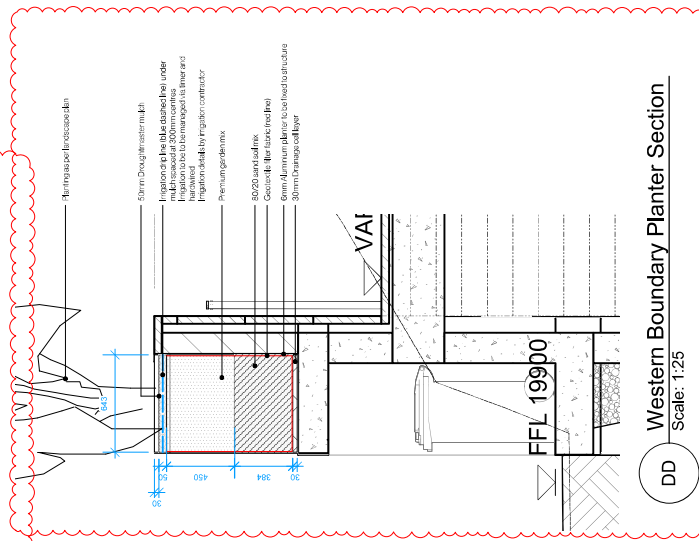 Planting as per landscape plan
50mm Droughtmaster mulch
Irrigation drip line (blue dashed line) under
mulch spaced at 300mm centres
Irrigation to be to be managed via timer and
hardwired
Irrigation details by irrigation contractor
Premium garden mix
80/20 sand soil mix
Geotextile filter fabric (red line)
6mm Aluminium planter to be fixed to structure
30mm Drainage cell layer
643
30
50
450
384
30
VAR
FFL 19900
DD
Western Boundary Planter Section
Scale: 1:25